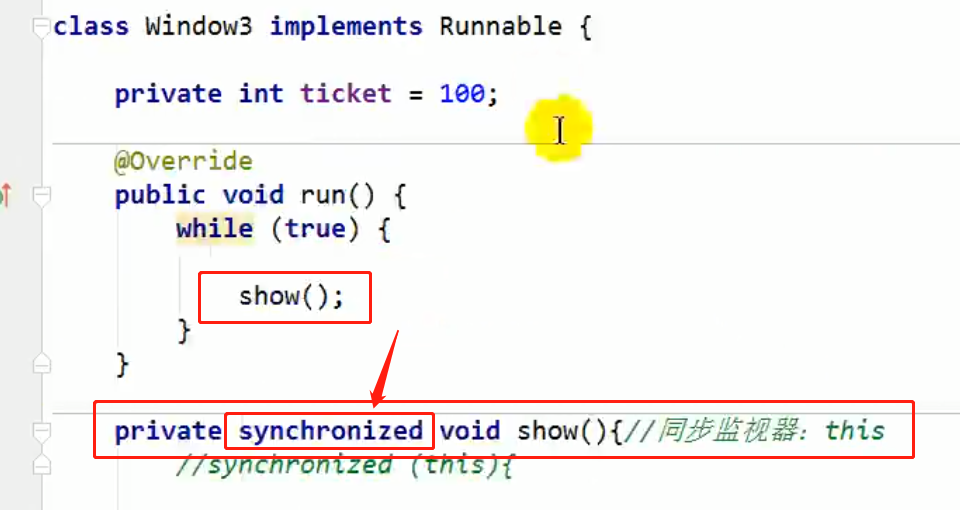 class Window3 implements Runnable {
private int ticket = 100;
@Override
public void run() {
while (true) {
show();
}
}
private synchronized void show(){//同步监视器：this
//synchronized (this){